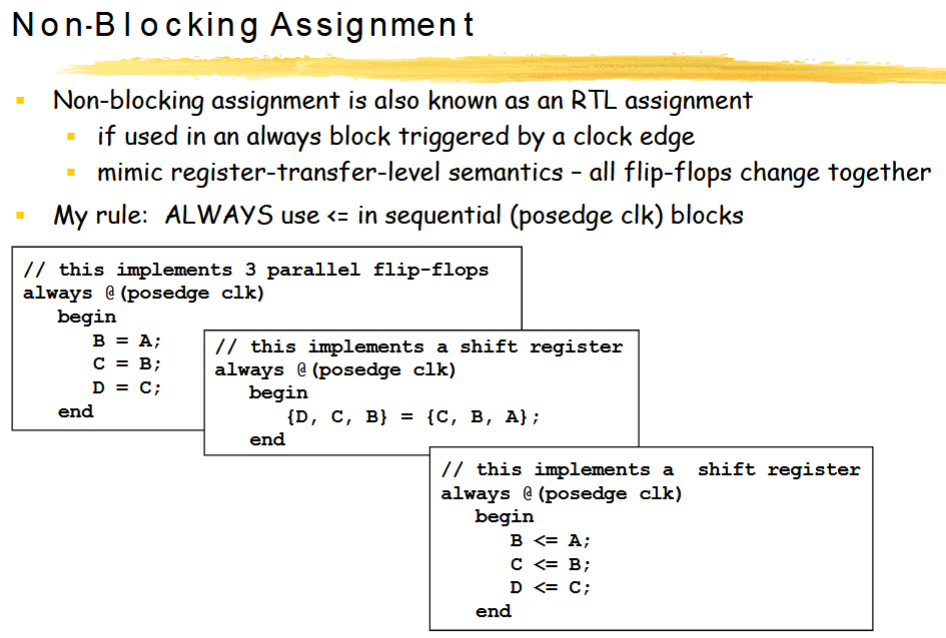 Non-Blocking Assignment
Non-blocking assignment is also known as an RTL assignment
if used in an always block triggered by a clock edge
mimic register-transfer-level semantics – all flip-flops change together
My rule: ALWAYS use <= in sequential (posedge clk) blocks
// this implements 3 parallel flip-flops
always @(posedge clk)
begin
B = A;
C = B;
D = C;
end
// this implements a shift register
always @(posedge clk)
begin
{D, C, B} = {C, B, A};
end
// this implements a  shift register
always @(posedge clk)
begin
B <= A;
C <= B;
D <= C;
end